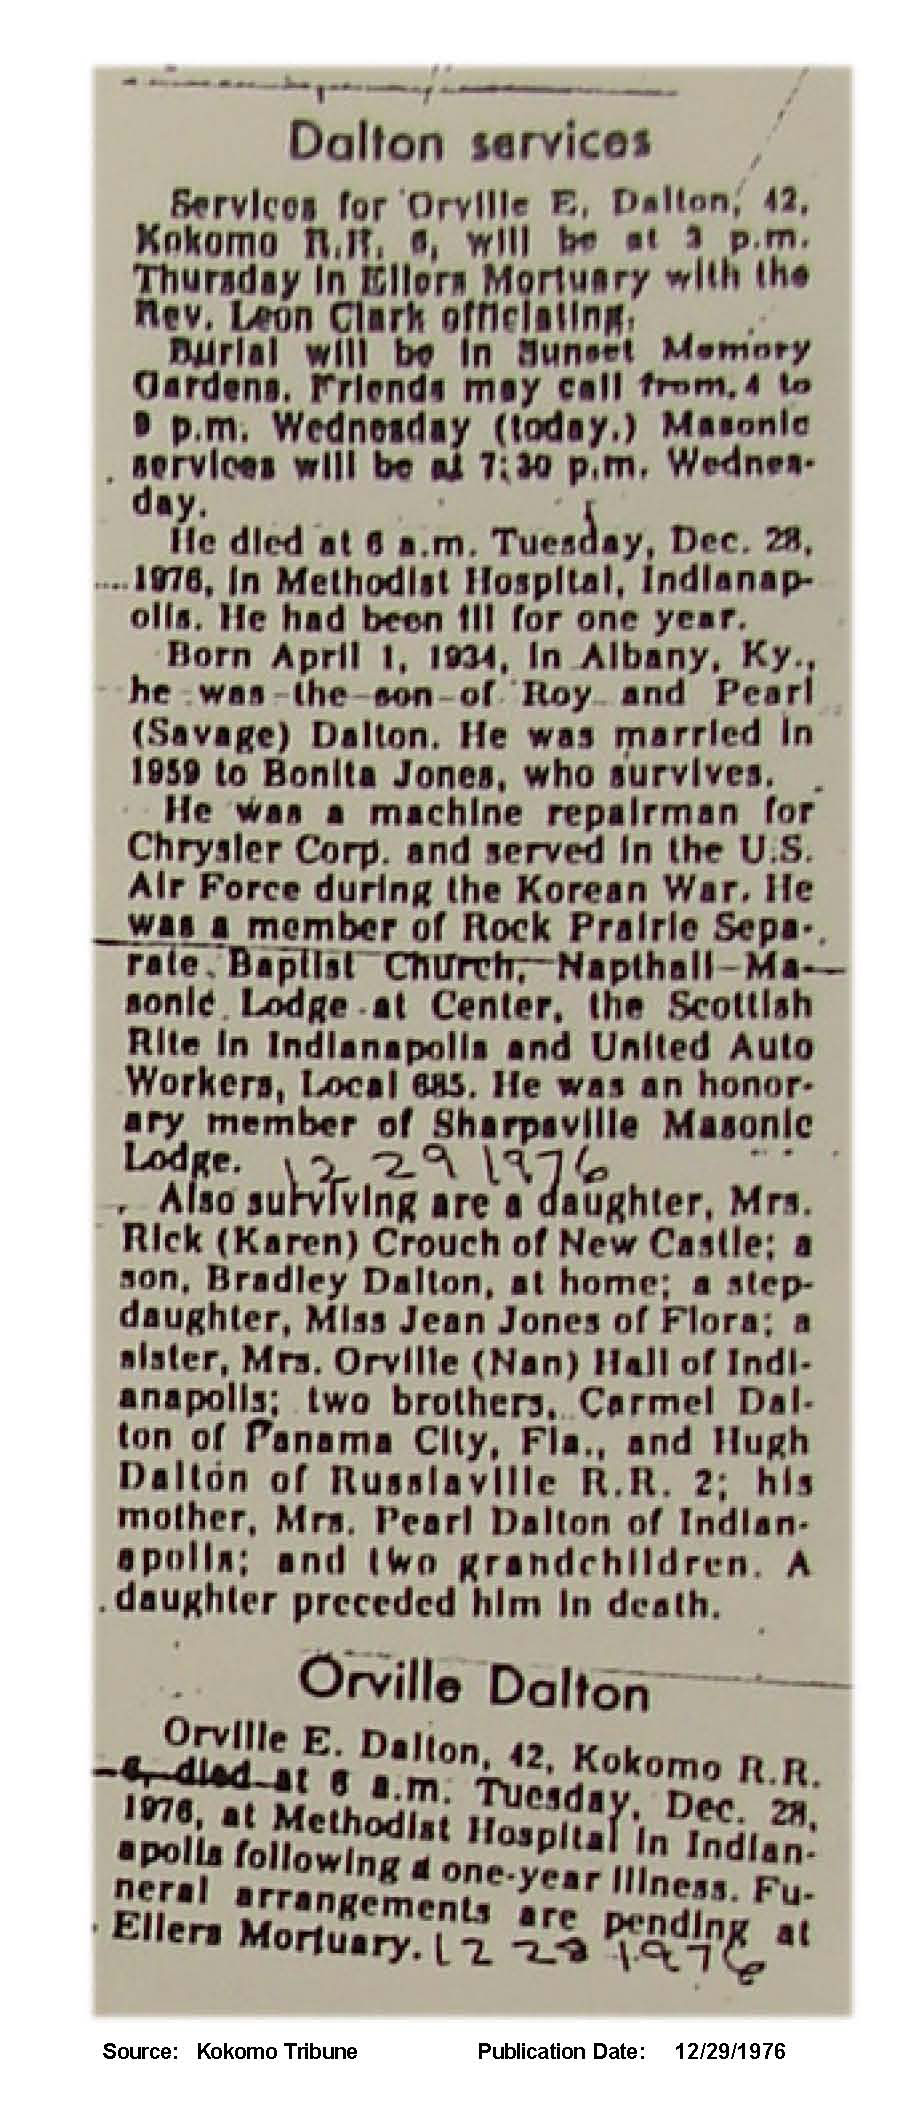 Dalton services
Services for Orville E. Dalton, 42,
Kokomo R.R. 6, will be at 3 p.m.
Thursday in Ellers Mortuary with the
Rev. Leon Clark officiating.
Burial will be in Sunset Memory
Gardens. Friends may call from 4 to
9 p.m. Wednesday (today.) Masonic
services will be at 7:30 p.m. Wednes-
day.
He died at 6 a.m. Tuesday, Dec. 28,
1976, in Methodist Hospital, Indianap-
olis. He had been ill for one year.
Born April 1, 1934, in Albany, Ky.,
he was the son of Roy and Pearl
(Savage) Dalton. He was married in
1959 to Bonita Jones, who survives.
He was a machine repairman for
Chrysler Corp. and served in the U.S.
Air Force during the Korean War. He
was a member of Rock Prairie Sepa-
rate Baptist Church, Napthali Ma-
sonic Lodge at Center, the Scottish
Rite in Indianapolis and United Auto
Workers, Local 685. He was an honor-
ary member of Sharpsville Masonic
Lodge. 12 29 1976
Also surviving are a daughter, Mrs.
Rick (Karen) Crouch of New Castle; a
son, Bradley Dalton, at home; a step-
daughter, Miss Jean Jones of Flora; a
sister, Mrs. Orville (Nan) Hall of Indi-
anapolis; two brothers, Carmel Dal-
ton of Panama City, Fla., and Hugh
Dalton of Russiaville R.R. 2; his
mother, Mrs. Pearl Dalton of Indian-
apolis; and two grandchildren. A
daughter preceded him in death.
Orville Dalton
Orville E. Dalton, 42, Kokomo R.R.
6, died at 6 a.m. Tuesday, Dec. 28,
1976, at Methodist Hospital in Indian-
apolis following a one-year illness. Fu-
neral arrangements are pending at
Ellers Mortuary. 12 28 1976
Source: Kokomo Tribune Publication Date: 12/29/1976